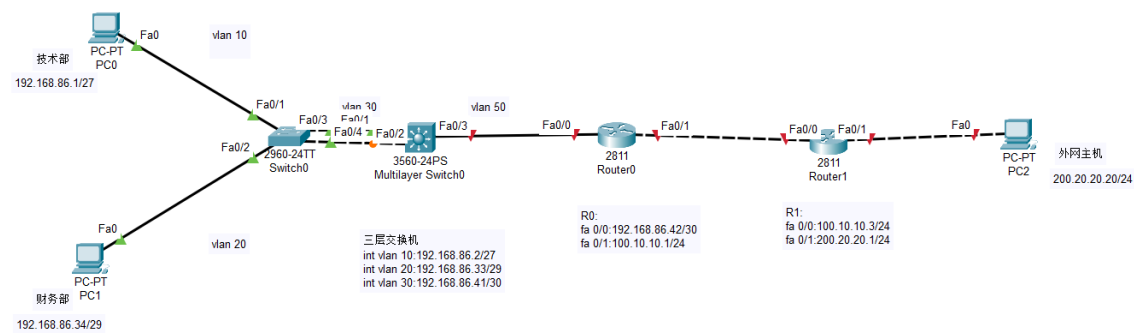 Fa0
vlan 10
PC-PT
PC0
技术部
192.168.86.1/27
Fa0/1
Fa0/3
vlan 30
Fa0/1
Fa0/4
Fa0/2
Fa0/2
2960-24TT
Switch0
Fa0/3
3560-24PS
Multilayer Switch0
vlan 50
Fa0/0
2811
Router0
Fa0/1
Fa0/0
Fa0/1
2811
Router1
Fa0
PC-PT
PC2
外网主机
200.20.20.20/24
Fa0
vlan 20
PC-PT
PC1
财务部
192.168.86.34/29
三层交换机
int vlan 10:192.168.86.2/27
int vlan 20:192.168.86.33/29
int vlan 30:192.168.86.41/30
R0:
fa 0/0:192.168.86.42/30
fa 0/1:100.10.10.1/24
R1:
fa 0/0:100.10.10.3/24
fa 0/1:200.20.20.1/24